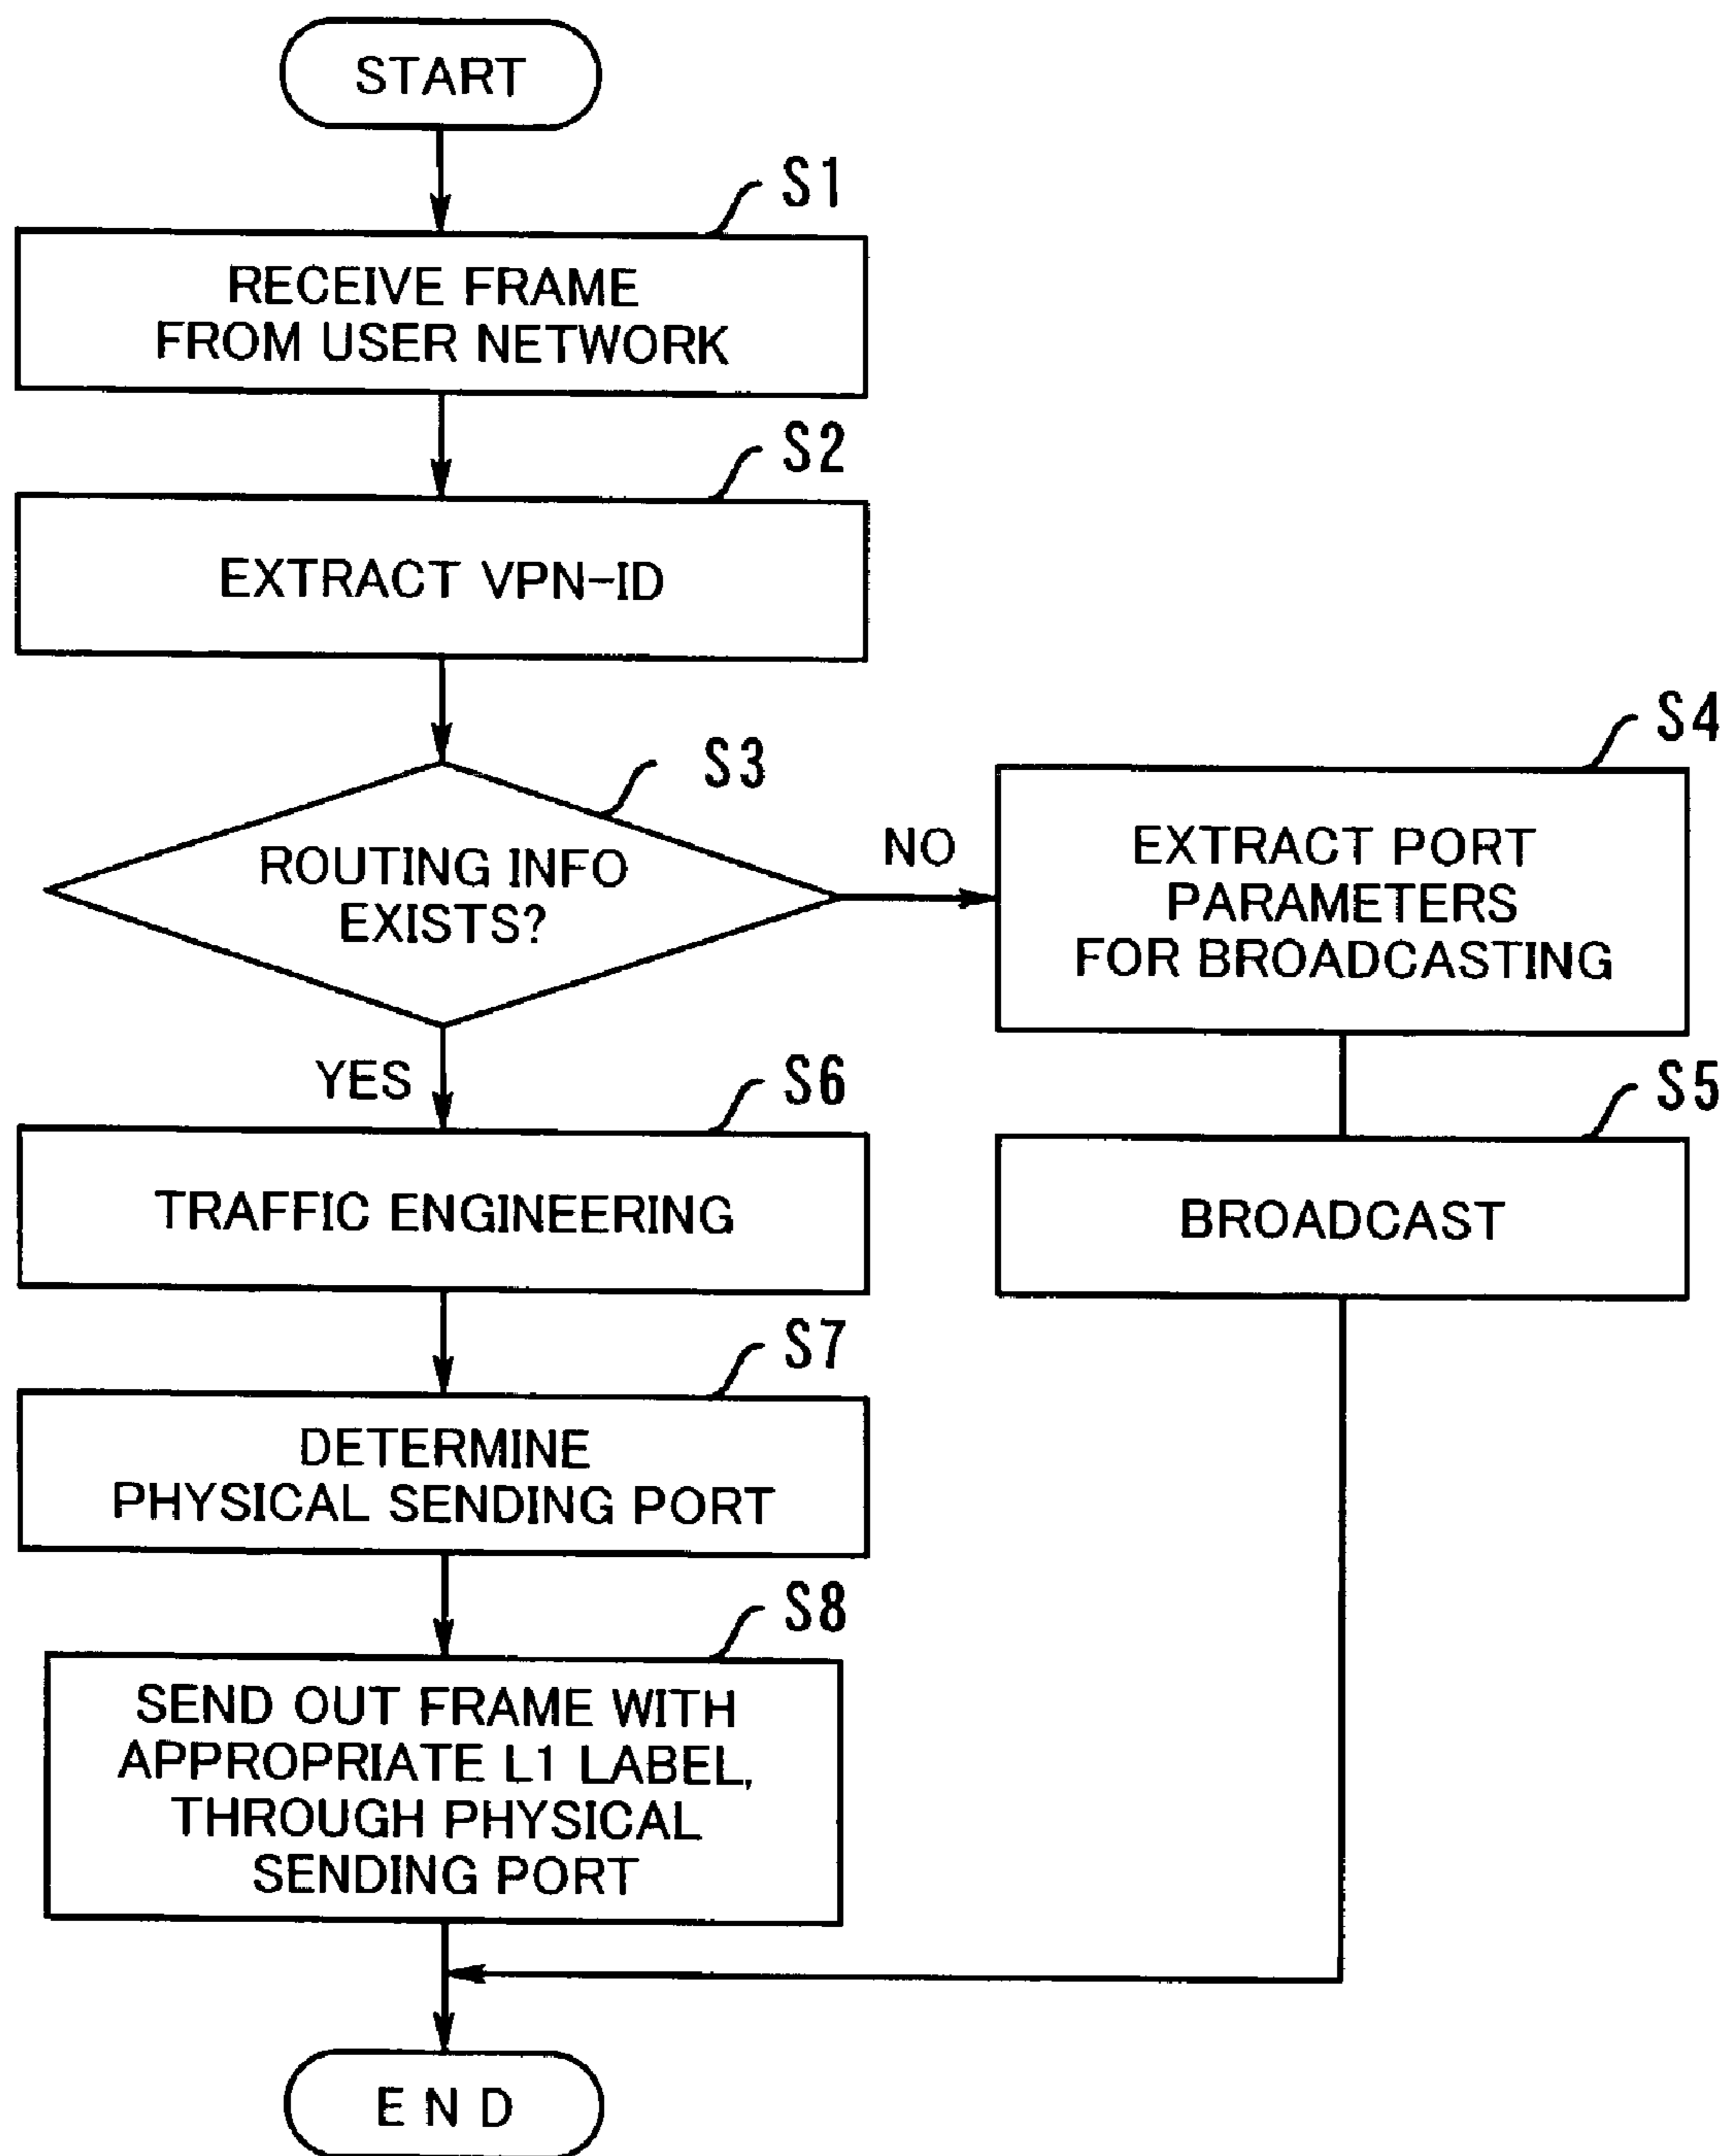 START
S1
RECEIVE FRAME
FROM USER NETWORK
S2
EXTRACT VPN-ID
S3
ROUTING INFO
EXISTS?
NO
S4
EXTRACT PORT
PARAMETERS
FOR BROADCASTING
YES
S5
BROADCAST
S6
TRAFFIC ENGINEERING
S7
DETERMINE
PHYSICAL SENDING PORT
S8
SEND OUT FRAME WITH
APPROPRIATE L1 LABEL,
THROUGH PHYSICAL
SENDING PORT
END